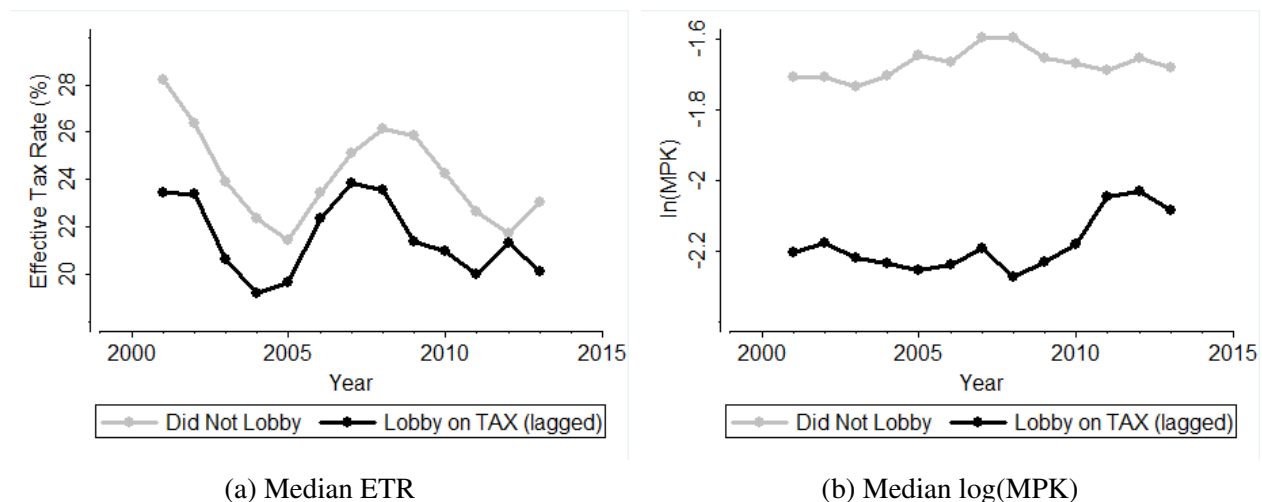 Effective Tax Rate (%)
28
26
24
22
20
2000 2005 2010 2015
Year
Did Not Lobby Lobby on TAX (lagged)
(a) Median ETR
ln(MPK)
-1.6
-1.8
-2
-2.2
2000 2005 2010 2015
Year
Did Not Lobby Lobby on TAX (lagged)
(b) Median log(MPK)